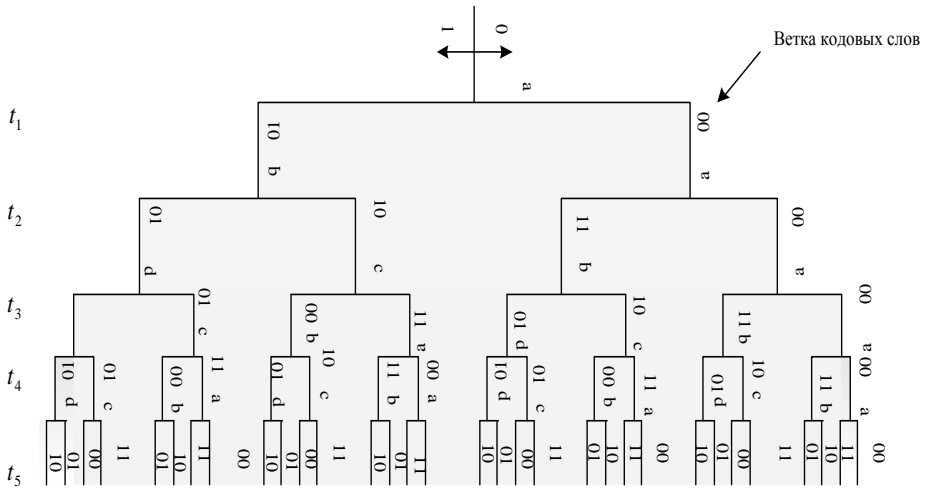 1 0
Ветка кодовых слов
a
t1
10 00
b a
t2
01 10 11 00
d c b a
t3
01 00 11 01 10 11 00
c b a d c b a
t4
10 01 00 11 01 10 11 00 10 01 00 11 01 10 11 00
d c b a d c b a d c b a d c b a
t5
10 01 00 11 01 10 11 00 10 01 00 11 10 01 11 10 01 00 11 01 10 11 00 10 01 00 11 01 10 11 00